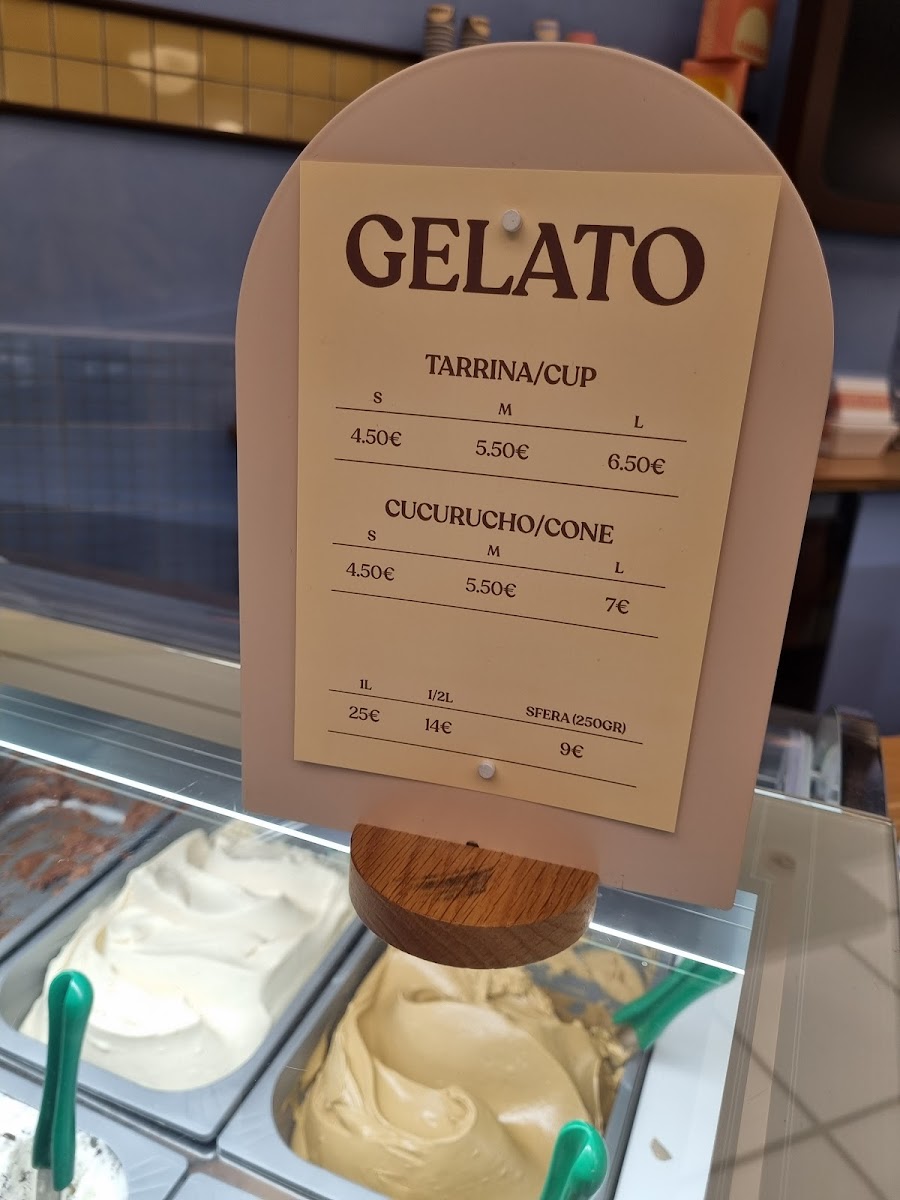 GELATO
TARRINA/CUP
S M L
4.50€ 5.50€ 6.50€
CUCURUCHO/CONE
S M L
4.50€ 5.50€ 7€
1L 1/2L SFERA (250GR)
25€ 14€ 9€